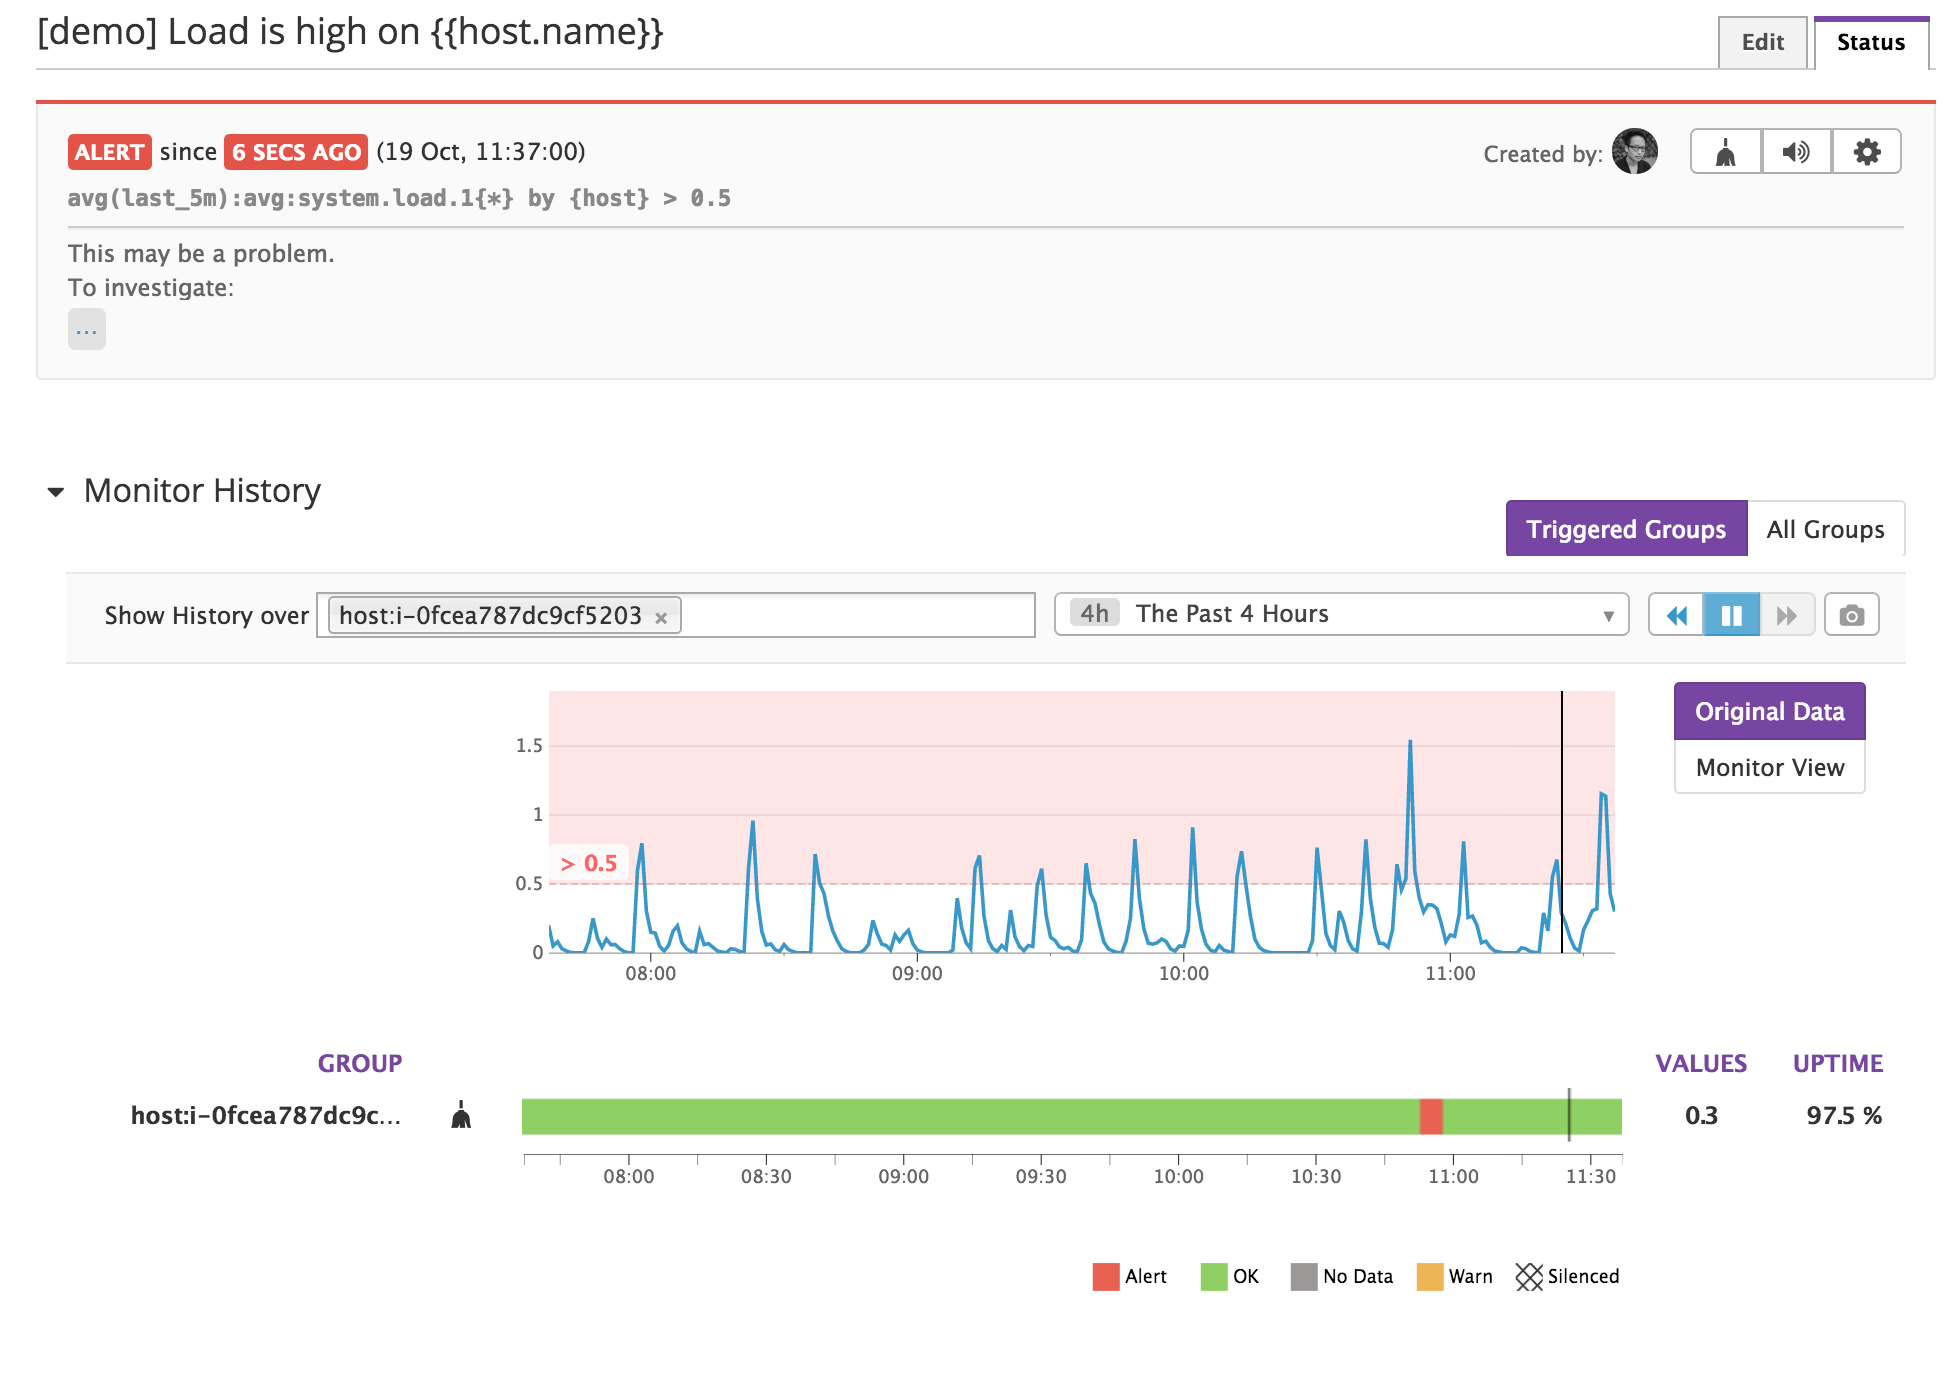 [demo] Load is high on {{host.name}}
Edit
Status
ALERT since 6 SECS AGO (19 Oct, 11:37:00)
Created by:
avg(last_5m):avg:system.load.1{*} by {host} > 0.5
This may be a problem.
To investigate:
...
Monitor History
Triggered Groups
All Groups
Show History over
host:i-0fcea787dc9cf5203 ×
4h The Past 4 Hours
Original Data
Monitor View
1.5
1
> 0.5
0.5
0
08:00 09:00 10:00 11:00
GROUP
VALUES UPTIME
host:i-0fcea787dc9c...
0.3 97.5 %
08:00 08:30 09:00 09:30 10:00 10:30 11:00 11:30
Alert OK No Data Warn Silenced